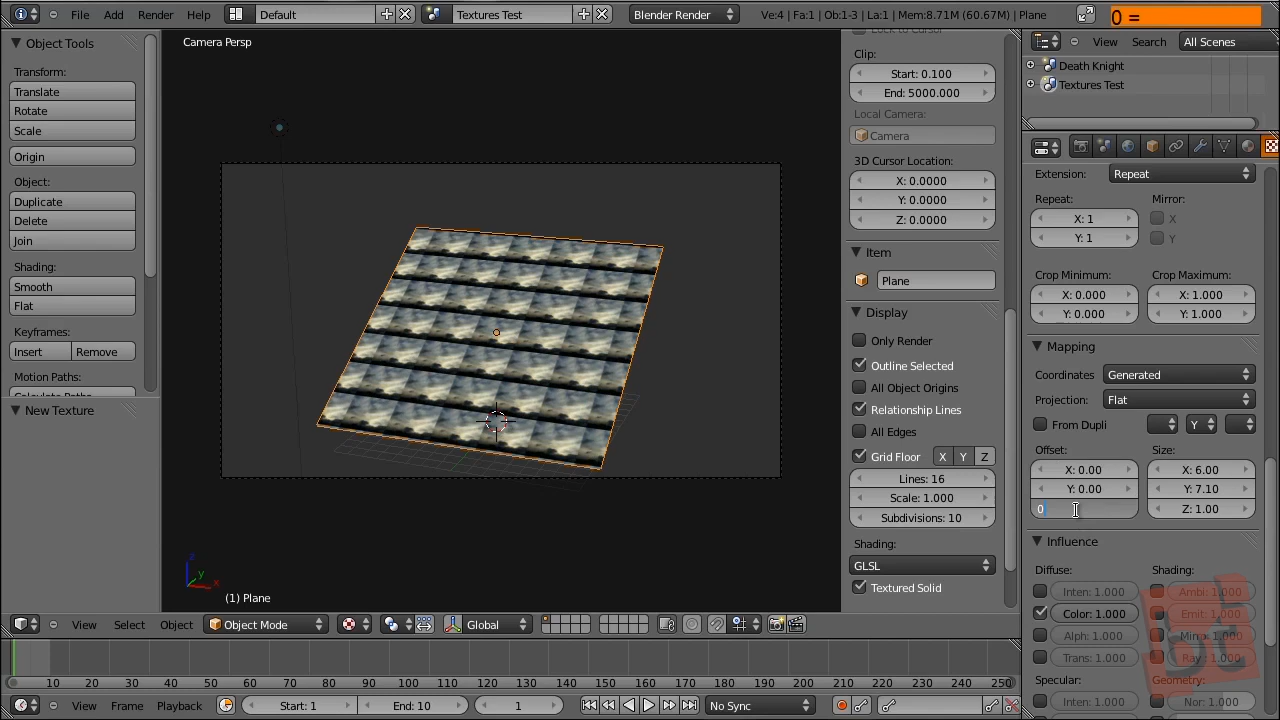 File Add Render Help Default Textures Test Blender Render Ve:4 | Fa:1 | Ob:1-3 | La:1 | Mem:8.71M (60.67M) | Plane 0 =
Object Tools
Transform:
Translate
Rotate
Scale
Origin
Object:
Duplicate
Delete
Join
Shading:
Smooth
Flat
Keyframes:
Insert Remove
Motion Paths:
New Texture
Camera Persp
z
y
x
(1) Plane
View Select Object Object Mode Global
Clip:
Start: 0.100
End: 5000.000
Local Camera:
Camera
3D Cursor Location:
X: 0.0000
Y: 0.0000
Z: 0.0000
Item
Plane
Display
Only Render
Outline Selected
All Object Origins
Relationship Lines
All Edges
Grid Floor X Y Z
Lines: 16
Scale: 1.000
Subdivisions: 10
Shading:
GLSL
Textured Solid
View Search All Scenes
Death Knight
Textures Test
Extension: Repeat
Repeat: Mirror:
X: 1 X
Y: 1 Y
Crop Minimum: Crop Maximum:
X: 0.000 X: 1.000
Y: 0.000 Y: 1.000
Mapping
Coordinates Generated
Projection: Flat
From Dupli Y
Offset: Size:
X: 0.00 X: 6.00
Y: 0.00 Y: 7.10
0 Z: 1.00
Influence
Diffuse: Shading:
Inten: 1.000 Ambi: 1.000
Color: 1.000 Emit: 1.000
Alph: 1.000
Trans: 1.000 Ray: 1.000
Specular: Geometry:
Inten: 1.000 Nor: 1.000
10 20 30 40 50 60 70 80 90 100 110 120 130 140 150 160 170 180 190 200 210 220 230 240 250
View Frame Playback Start: End: 10 1 No Sync